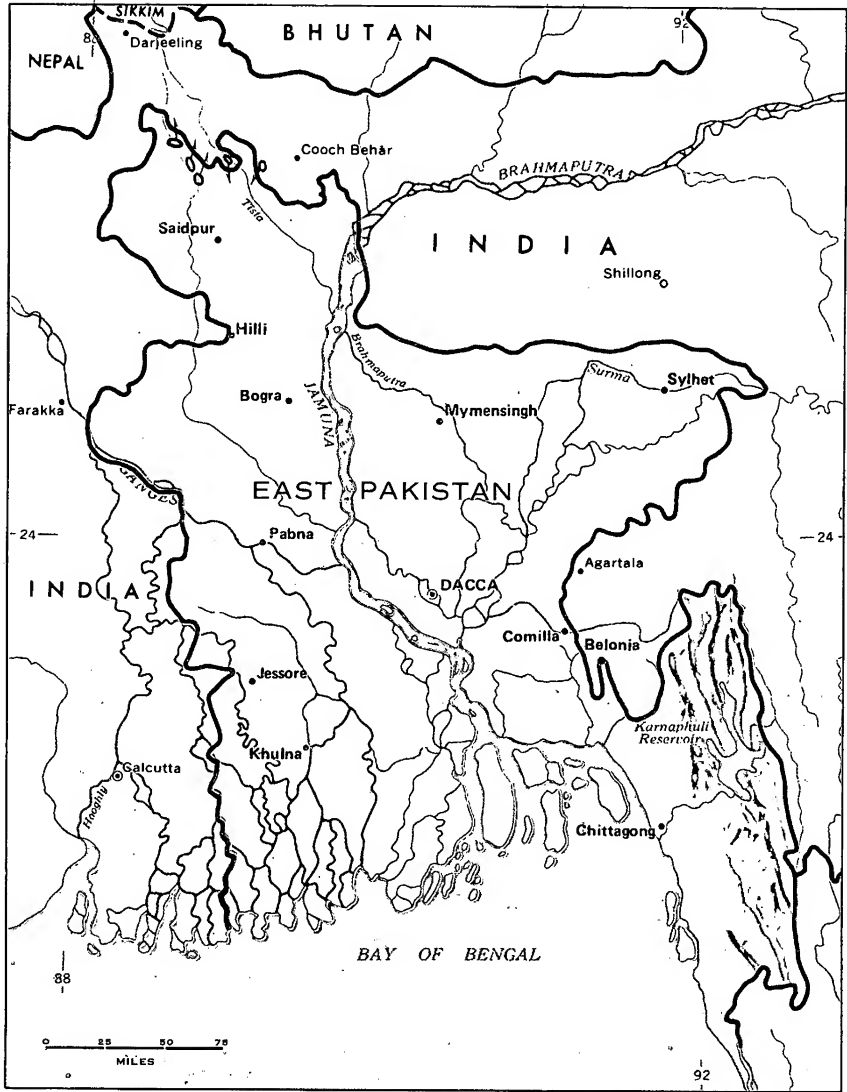 SIKKIM
88
92
Darjeeling
BHUTAN
NEPAL
Cooch Behar
BRAHMAPUTRA
Tista
Saidpur
INDIA
Shillong
Hilli
Brahmaputra
Surma
Sylhet
Bogra
JAMUNA
Farakka
Mymensingh
GANGES
EAST PAKISTAN
24
24
Pabna
Agartala
INDIA
DACCA
Comilla
Belonia
Jessore
Karnaphuli
Reservoir
Khulna
Calcutta
Hooghly
Chittagong
BAY OF BENGAL
88
0 25 50 75
MILES
92